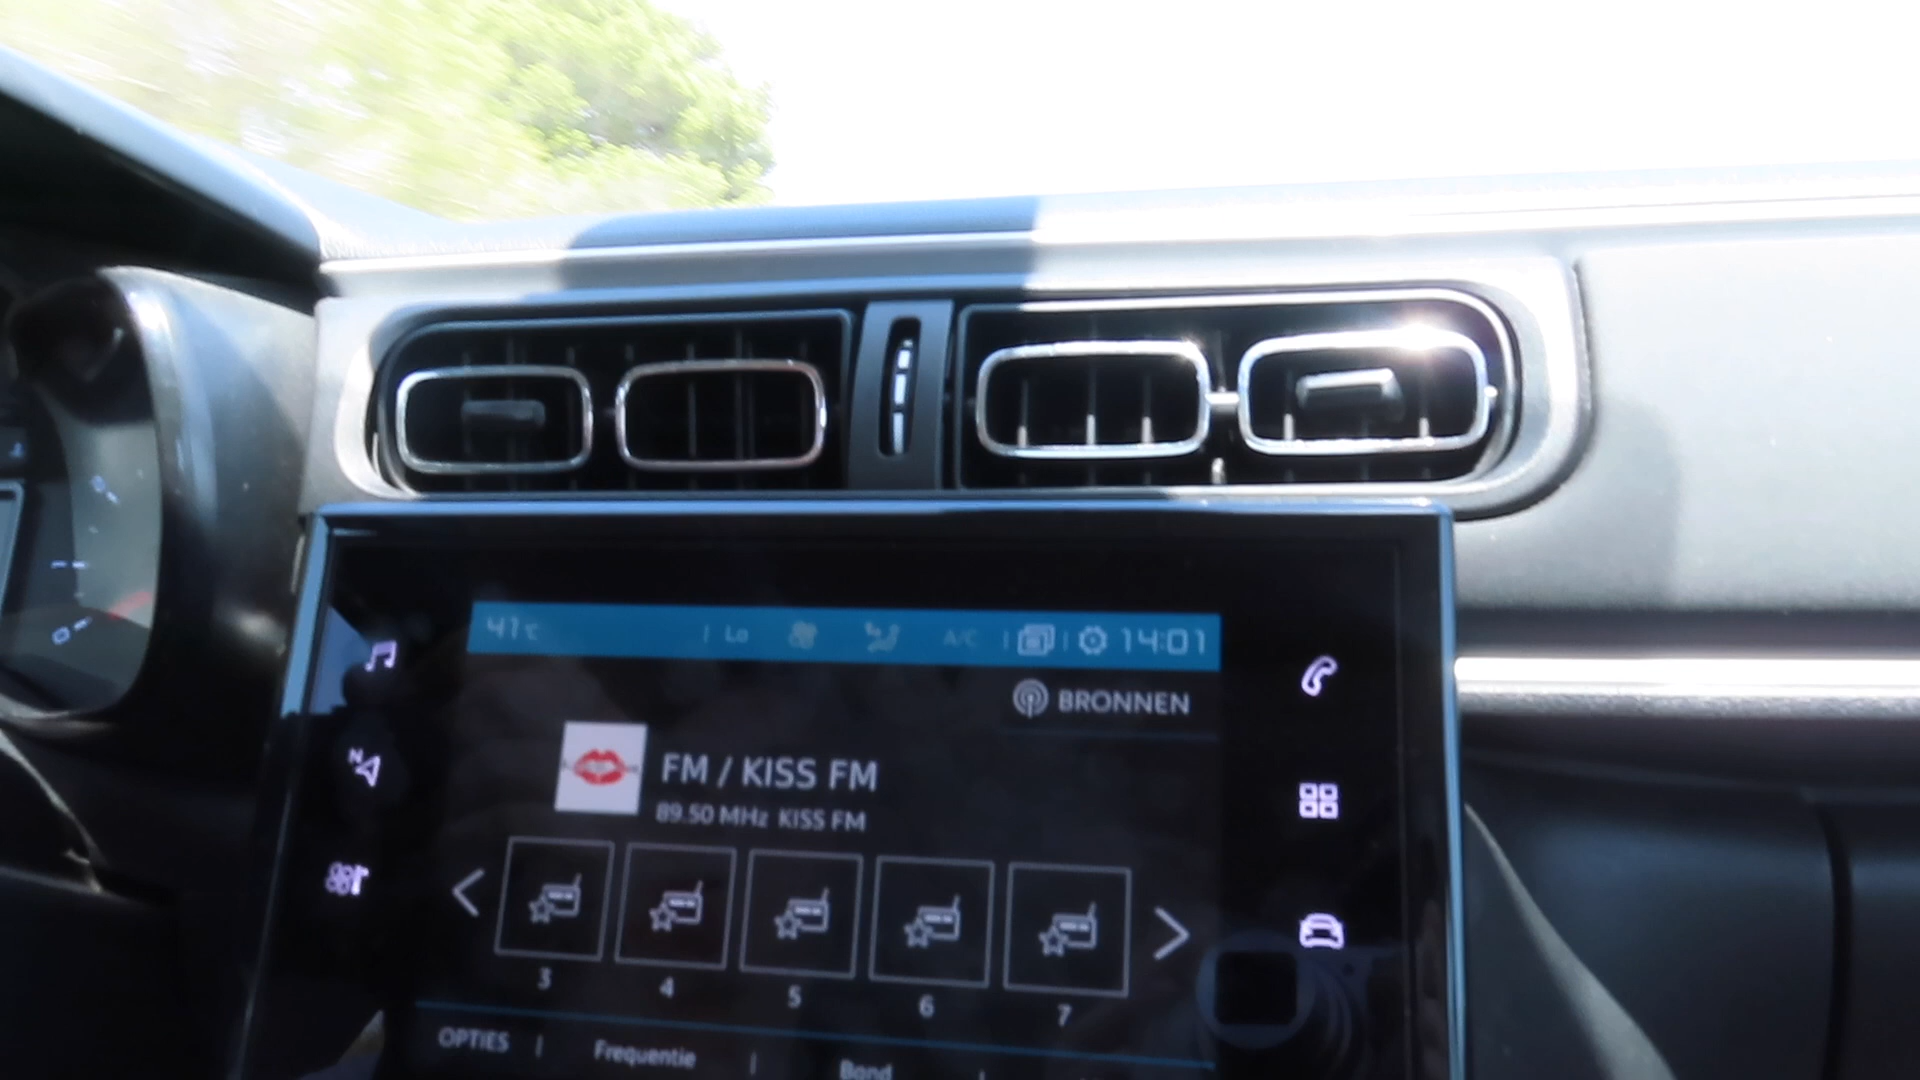 41°C Lo A/C 14:01
BRONNEN
FM / KISS FM
89.50 MHz KISS FM
N
3 4 5 6 7
OPTIES Frequentie Band